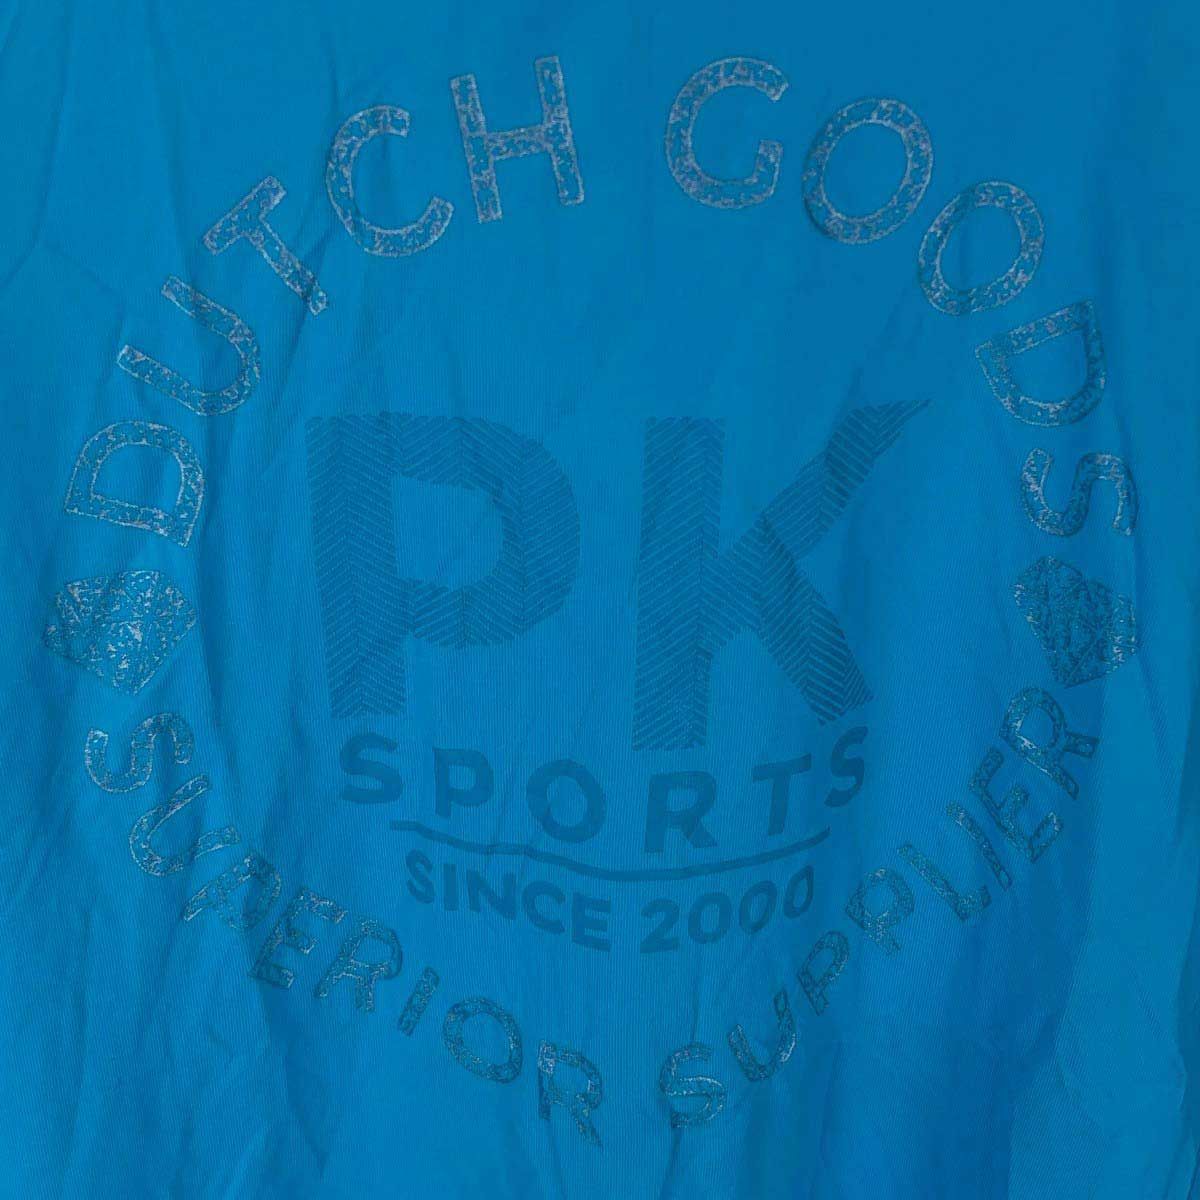 DUTCH GOODS
PK
SPORTS
SINCE 2000
SUPERIOR SUPPLIER